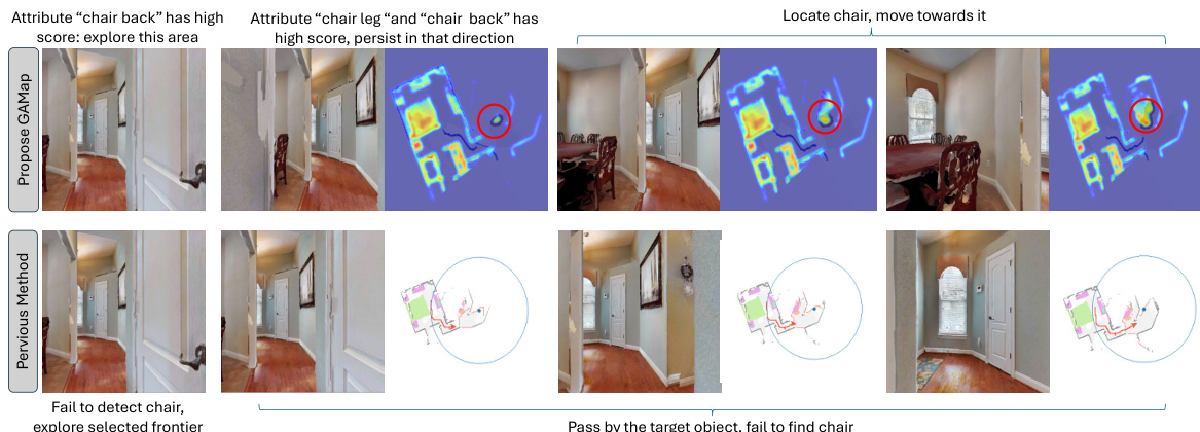 Attribute “chair back” has high
score: explore this area
Attribute “chair leg “and “chair back” has
high score, persist in that direction
Locate chair, move towards it
Propose GAMap
Pervious Method
Fail to detect chair,
explore selected frontier
Pass by the target object, fail to find chair